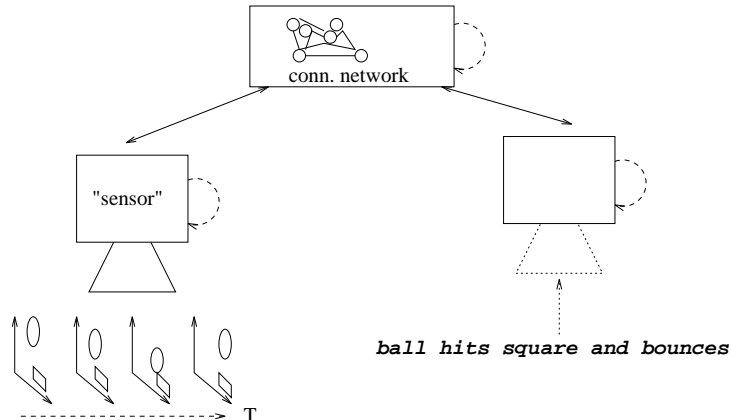 conn. network
"sensor"
ball hits square and bounces
T